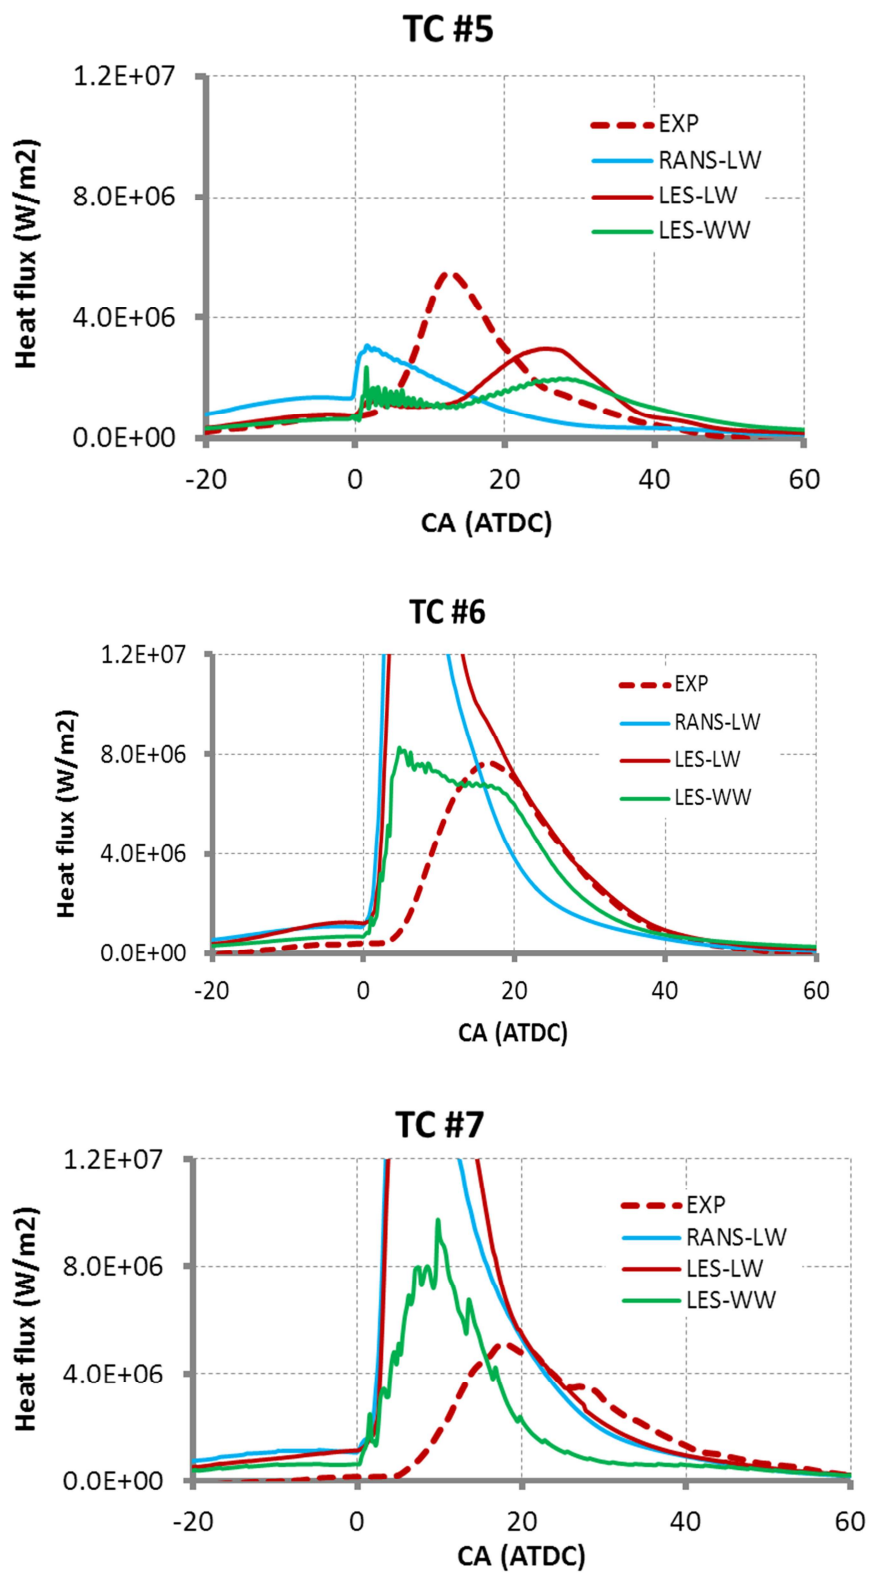 TC #5
1.2E+07
8.0E+06
4.0E+06
0.0E+00
Heat flux (W/m2)
EXP
RANS-LW
LES-LW
LES-WW
-20 0 20 40 60
CA (ATDC)
TC #6
1.2E+07
8.0E+06
4.0E+06
0.0E+00
Heat flux (W/m2)
EXP
RANS-LW
LES-LW
LES-WW
-20 0 20 40 60
CA (ATDC)
TC #7
1.2E+07
8.0E+06
4.0E+06
0.0E+00
Heat flux (W/m2)
EXP
RANS-LW
LES-LW
LES-WW
-20 0 20 40 60
CA (ATDC)